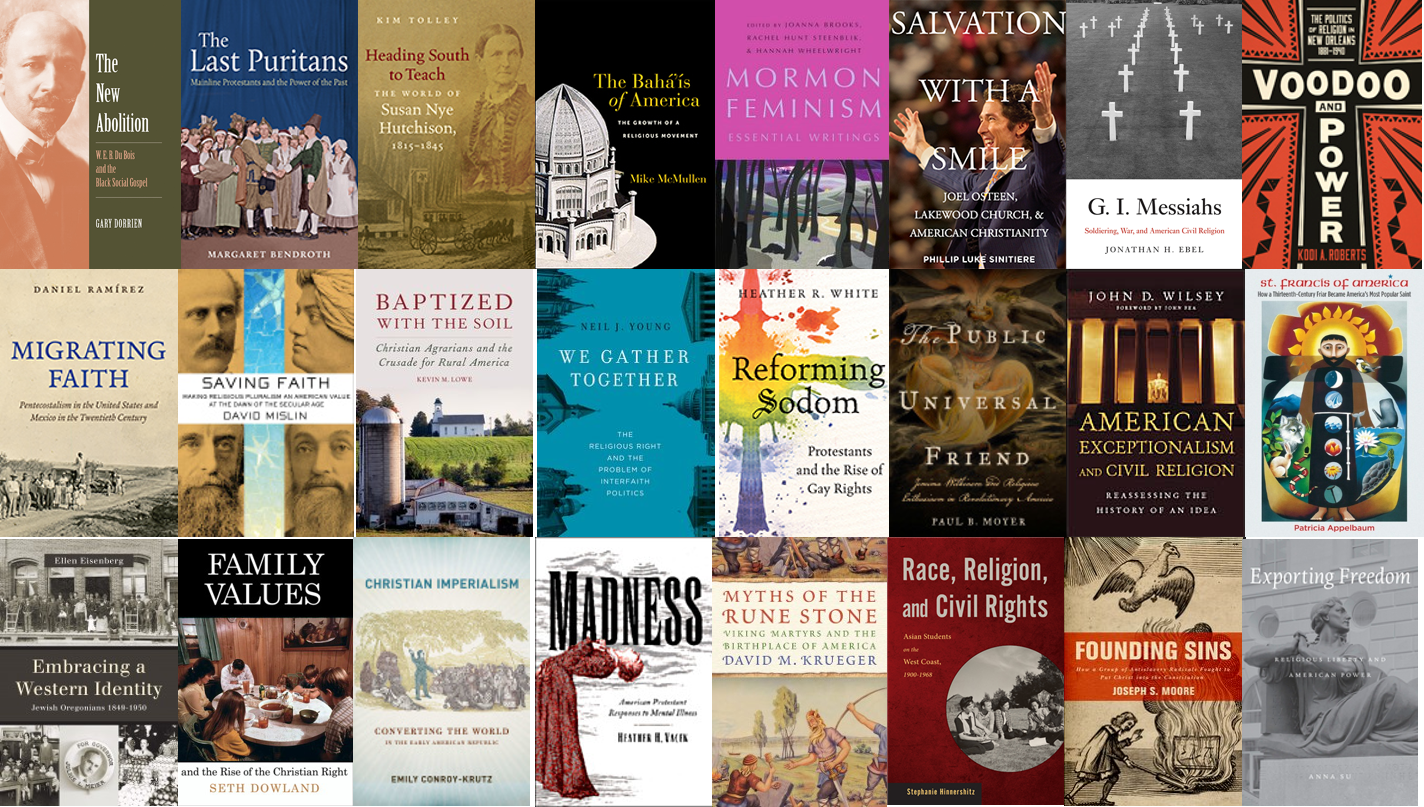 The
New
Abolition
W. E. B. Du Bois
and the
Black Social Gospel
GARY DORRIEN
The
Last Puritans
Mainline Protestants and the Power of the Past
MARGARET BENDROTH
KIM TOLLEY
Heading South
to Teach
THE WORLD OF
Susan Nye
Hutchison,
1815–1845
The Bahá'ís
of America
THE GROWTH OF A
RELIGIOUS MOVEMENT
Mike McMullen
EDITED BY JOANNA BROOKS,
RACHEL HUNT STEENBLIK,
& HANNAH WHEELWRIGHT
MORMON
FEMINISM
ESSENTIAL WRITINGS
SALVATION
WITH A
SMILE
JOEL OSTEEN,
LAKEWOOD CHURCH, &
AMERICAN CHRISTIANITY
PHILLIP LUKE SINITIERE
G. I. Messiahs
Soldiering, War, and American Civil Religion
JONATHAN H. EBEL
THE POLITICS
OF RELIGION IN
NEW ORLEANS
1881–1940
VOODOO
AND
POWER
KODI A. ROBERTS
DANIEL RAMÍREZ
MIGRATING
FAITH
Pentecostalism in the United States and
Mexico in the Twentieth Century
SAVING FAITH
MAKING RELIGIOUS PLURALISM AN AMERICAN VALUE
AT THE DAWN OF THE SECULAR AGE
DAVID MISLIN
BAPTIZED
WITH THE SOIL
Christian Agrarians and the
Crusade for Rural America
KEVIN M. LOWE
NEIL J. YOUNG
WE GATHER
TOGETHER
THE
RELIGIOUS RIGHT
AND THE
PROBLEM OF
INTERFAITH
POLITICS
HEATHER R. WHITE
Reforming
Sodom
Protestants
and the Rise of
Gay Rights
The PUBLIC
UNIVERSAL
FRIEND
Jemima Wilkinson and Religious
Enthusiasm in Revolutionary America
PAUL B. MOYER
JOHN D. WILSEY
FOREWORD BY JOHN FEA
AMERICAN
EXCEPTIONALISM
AND CIVIL RELIGION
REASSESSING THE
HISTORY OF AN IDEA
st. francis of america
How a Thirteenth-Century Friar Became America's Most Popular Saint
Patricia Appelbaum
Ellen Eisenberg
Embracing a
Western Identity
Jewish Oregonians 1849–1950
FOR GOVERNOR
MEIER
FAMILY
VALUES
and the Rise of the Christian Right
SETH DOWLAND
CHRISTIAN IMPERIALISM
CONVERTING THE WORLD
IN THE EARLY AMERICAN REPUBLIC
EMILY CONROY-KRUTZ
MADNESS
American Protestant
Responses to Mental Illness
HEATHER H. VACEK
MYTHS OF THE
RUNE STONE
VIKING MARTYRS AND THE
BIRTHPLACE OF AMERICA
DAVID M. KRUEGER
Race, Religion,
and Civil Rights
Asian Students
on the
West Coast,
1900-1968
Stephanie Hinnershitz
FOUNDING SINS
How a Group of Antislavery Radicals Fought to
Put Christ into the Constitution
JOSEPH S. MOORE
Exporting Freedom
RELIGIOUS LIBERTY AND
AMERICAN POWER
ANNA SU